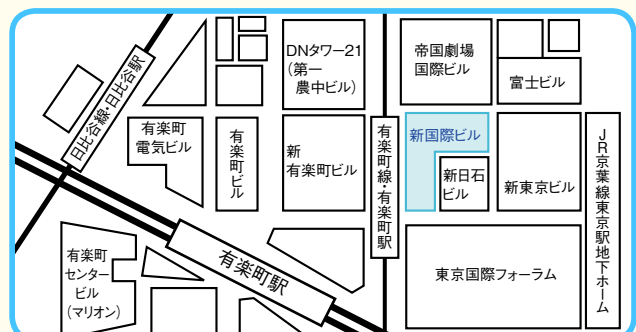 DNタワー21
(第一
農中ビル)
帝国劇場
国際ビル
富士ビル
日比谷線・日比谷駅
有楽町
電気ビル
有楽町ビル
新
有楽町ビル
有楽町線・有楽町駅
新国際ビル
新日石
ビル
新東京ビル
JR京葉線東京駅地下ホーム
有楽町
センター
ビル
(マリオン)
有楽町駅
東京国際フォーラム